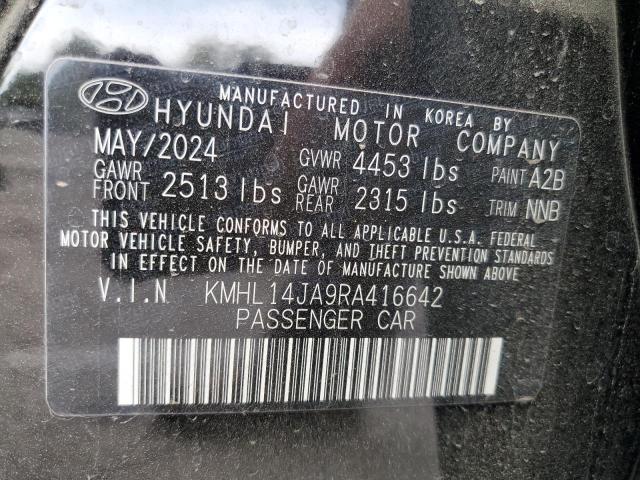 MANUFACTURED IN KOREA BY
HYUNDAI MOTOR COMPANY
MAY/2024 GVWR 4453 lbs PAINT A2B
GAWR FRONT 2513 lbs GAWR REAR 2315 lbs TRIM NNB
THIS VEHICLE CONFORMS TO ALL APPLICABLE U.S.A. FEDERAL
MOTOR VEHICLE SAFETY, BUMPER, AND THEFT PREVENTION STANDARDS
IN EFFECT ON THE DATE OF MANUFACTURE SHOWN ABOVE
V.I.N KMHL14JA9RA416642
PASSENGER CAR